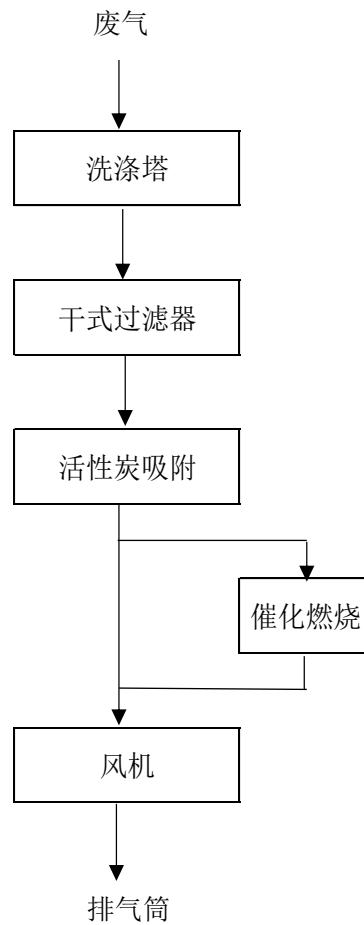 废气
洗涤塔
干式过滤器
活性炭吸附
催化燃烧
风机
排气筒